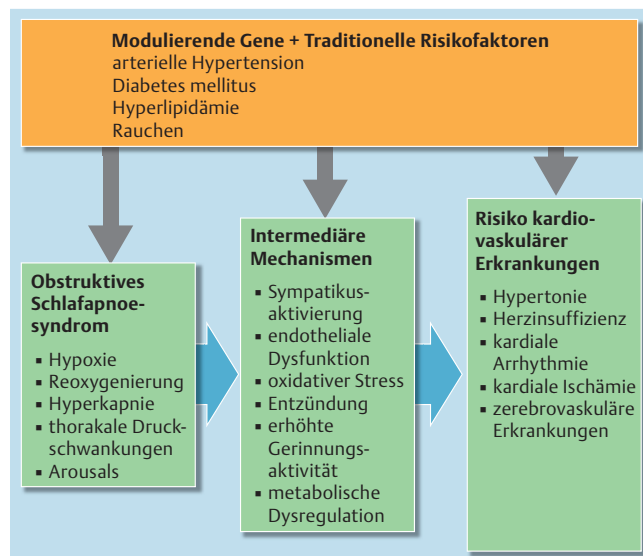 Modulierende Gene + Traditionelle Risikofaktoren
arterielle Hypertension
Diabetes mellitus
Hyperlipidämie
Rauchen
Obstruktives
Schlafapnoe-
syndrom
▪ Hypoxie
▪ Reoxygenierung
▪ Hyperkapnie
▪ thorakale Druck-
schwankungen
▪ Arousals
Intermediäre
Mechanismen
▪ Sympatikus-
aktivierung
▪ endotheliale
Dysfunktion
▪ oxidativer Stress
▪ Entzündung
▪ erhöhte
Gerinnungs-
aktivität
▪ metabolische
Dysregulation
Risiko kardio-
vaskulärer
Erkrankungen
▪ Hypertonie
▪ Herzinsuffizienz
▪ kardiale
Arrhythmie
▪ kardiale Ischämie
▪ zerebrovaskuläre
Erkrankungen